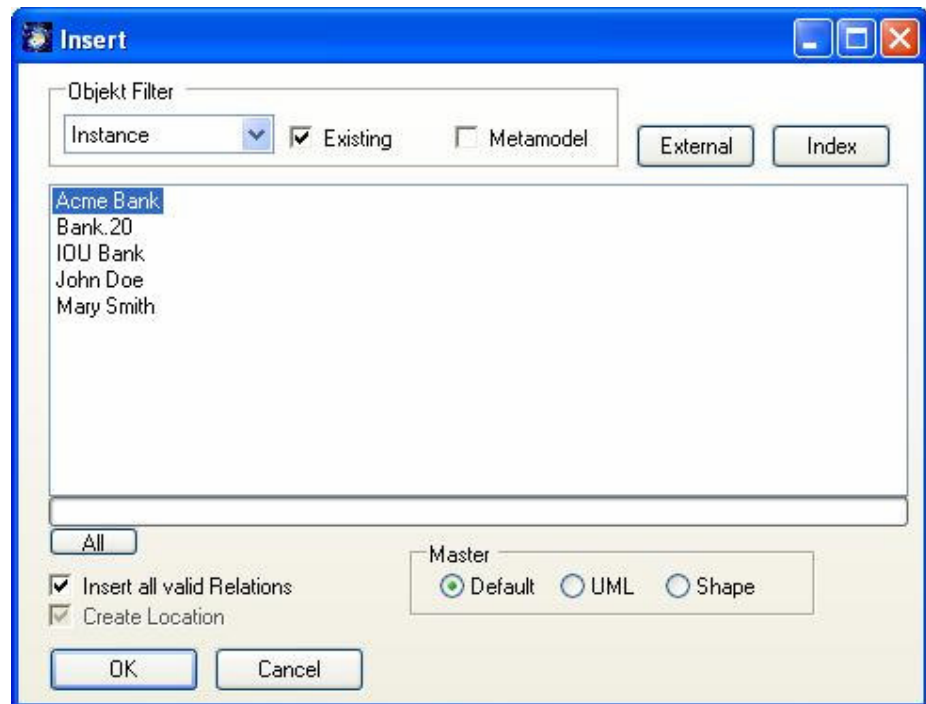 Insert
Objekt Filter
Instance Existing Metamodel External Index
Acme Bank
Bank.20
IOU Bank
John Doe
Mary Smith
All
Master
Insert all valid Relations Default UML Shape
Create Location
OK Cancel